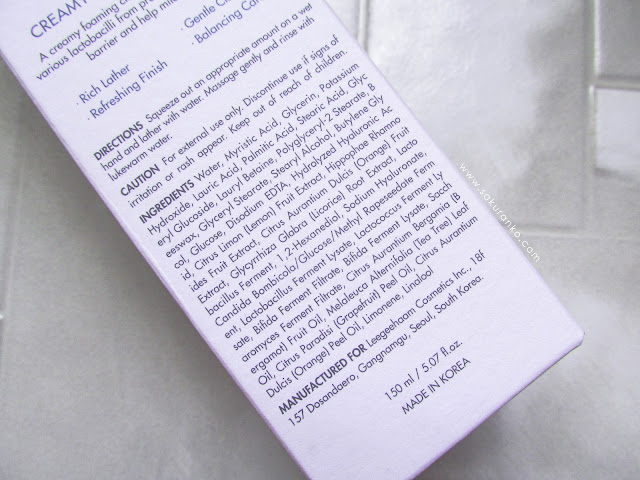 CREAMY
A creamy foaming c
various lactobacilli from pr
barrier and help mi
· Rich Lather
· Gentle C
· Refreshing Finish
· Balancing Car
DIRECTIONS Squeeze out an appropriate amount on a wet
hand and lather with water. Massage gently and rinse with
lukewarm water.
CAUTION For external use only. Discontinue use if signs of
irritation or rash appear. Keep out of reach of children.
INGREDIENTS Water, Myristic Acid, Glycerin, Potassium
Hydroxide, Lauric Acid, Palmitic Acid, Stearic Acid, Glyc
eryl Glucoside, Lauryl Betaine, Polyglyceryl-2 Stearate, B
eeswax, Glyceryl Stearate, Stearyl Alcohol, Butylene Gly
col, Glucose, Disodium EDTA, Hydrolyzed Hyaluronic Ac
id, Citrus Limon (Lemon) Fruit Extract, Hippophae Rhamno
ides Fruit Extract, Citrus Aurantium Dulcis (Orange) Fruit
Extract, Glycyrrhiza Glabra (Licorice) Root Extract, Lacto
bacillus Ferment, 1,2-Hexanediol, Sodium Hyaluronate,
Candida Bombicola/Glucose/Methyl Rapeseedate Ferm
ent, Lactobacillus Ferment Lysate, Lactococcus Ferment Ly
sate, Bifida Ferment Filtrate, Bifida Ferment Lysate, Sacch
aromyces Ferment Filtrate, Citrus Aurantium Bergamia (B
ergamot) Fruit Oil, Melaleuca Alternifolia (Tea Tree) Leaf
Oil, Citrus Paradisi (Grapefruit) Peel Oil, Citrus Aurantium
Dulcis (Orange) Peel Oil, Limonene, Linalool
MANUFACTURED FOR Leegeehaam Cosmetics Inc., 18f
157 Dosandaero, Gangnamgu, Seoul, South Korea.
150 ml / 5.07 fl.oz.
MADE IN KOREA
www.sakuranko.com